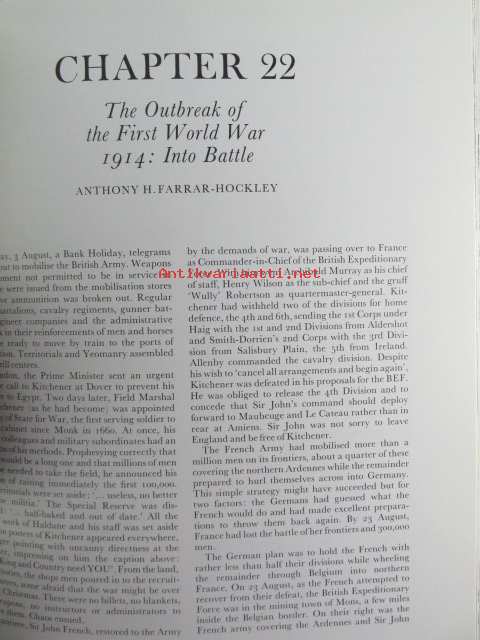 CHAPTER 22
The Outbreak of
the First World War
1914: Into Battle
ANTHONY H. FARRAR-HOCKLEY
3 August, a Bank Holiday, telegrams
to mobilise the British Army. Weapons
not permitted to be in service
were issued from the mobilisation stores
ammunition was broken out. Regular
battalions, cavalry regiments, gunner bat-
engineer companies and the administrative
in their reinforcements of men and horses
ready to move by train to the ports of
Territorials and Yeomanry assembled
drill centres.
the Prime Minister sent an urgent
call to Kitchener at Dover to prevent his
to Egypt. Two days later, Field Marshal
(as he had become) was appointed
of State for War, the first serving soldier to
cabinet since Monk in 1660. At once, his
colleagues and military subordinates had an
of his methods. Prophesying correctly that
would be a long one and that millions of men
needed to take the field, he announced his
of raising immediately the first 100,000.
were set aside: '... useless, no better
militia.' The Special Reserve was dis-
'... half-baked and out of date.' All the
work of Haldane and his staff was set aside
posters of Kitchener appeared everywhere,
pointing with uncanny directness at the
imposing on him the caption above:
King and Country need YOU'. From the land,
the shops men poured in to the recruit-
some afraid that the war might be over
Christmas. There were no billets, no blankets,
no instructors or administrators to
them. Chaos ensued.
Sir John French, restored to the Army
by the demands of war, was passing over to France
as Commander-in-Chief of the British Expeditionary
Archibald Murray as his chief
of staff, Henry Wilson as the sub-chief and the gruff
'Wully' Robertson as quartermaster-general. Kit-
chener had withheld two of the divisions for home
defence, the 4th and 6th, sending the 1st Corps under
Haig with the 1st and 2nd Divisions from Aldershot
and Smith-Dorrien's 2nd Corps with the 3rd Divi-
sion from Salisbury Plain, the 5th from Ireland.
Allenby commanded the cavalry division. Despite
his wish to 'cancel all arrangements and begin again',
Kitchener was defeated in his proposals for the BEF.
He was obliged to release the 4th Division and to
concede that Sir John's command should deploy
forward to Maubeuge and Le Cateau rather than in
rear at Amiens. Sir John was not sorry to leave
England and be free of Kitchener.
The French Army had mobilised more than a
million men on its frontiers, about a quarter of these
covering the northern Ardennes while the remainder
prepared to hurl themselves across into Germany.
This simple strategy might have succeeded but for
two factors: the Germans had guessed what the
French would do and had made excellent prepara-
tions to throw them back again. By 23 August,
France had lost the battle of her frontiers and 300,000
men.
The German plan was to hold the French with
rather less than half their divisions while wheeling
the remainder through Belgium into northern
France. On 23 August, as the French attempted to
recover from their defeat, the British Expeditionary
Force was in the mining town of Mons, a few miles
inside the Belgian border. On their right was the
French army covering the Ardennes and Sir John
Antikvariaatti.net